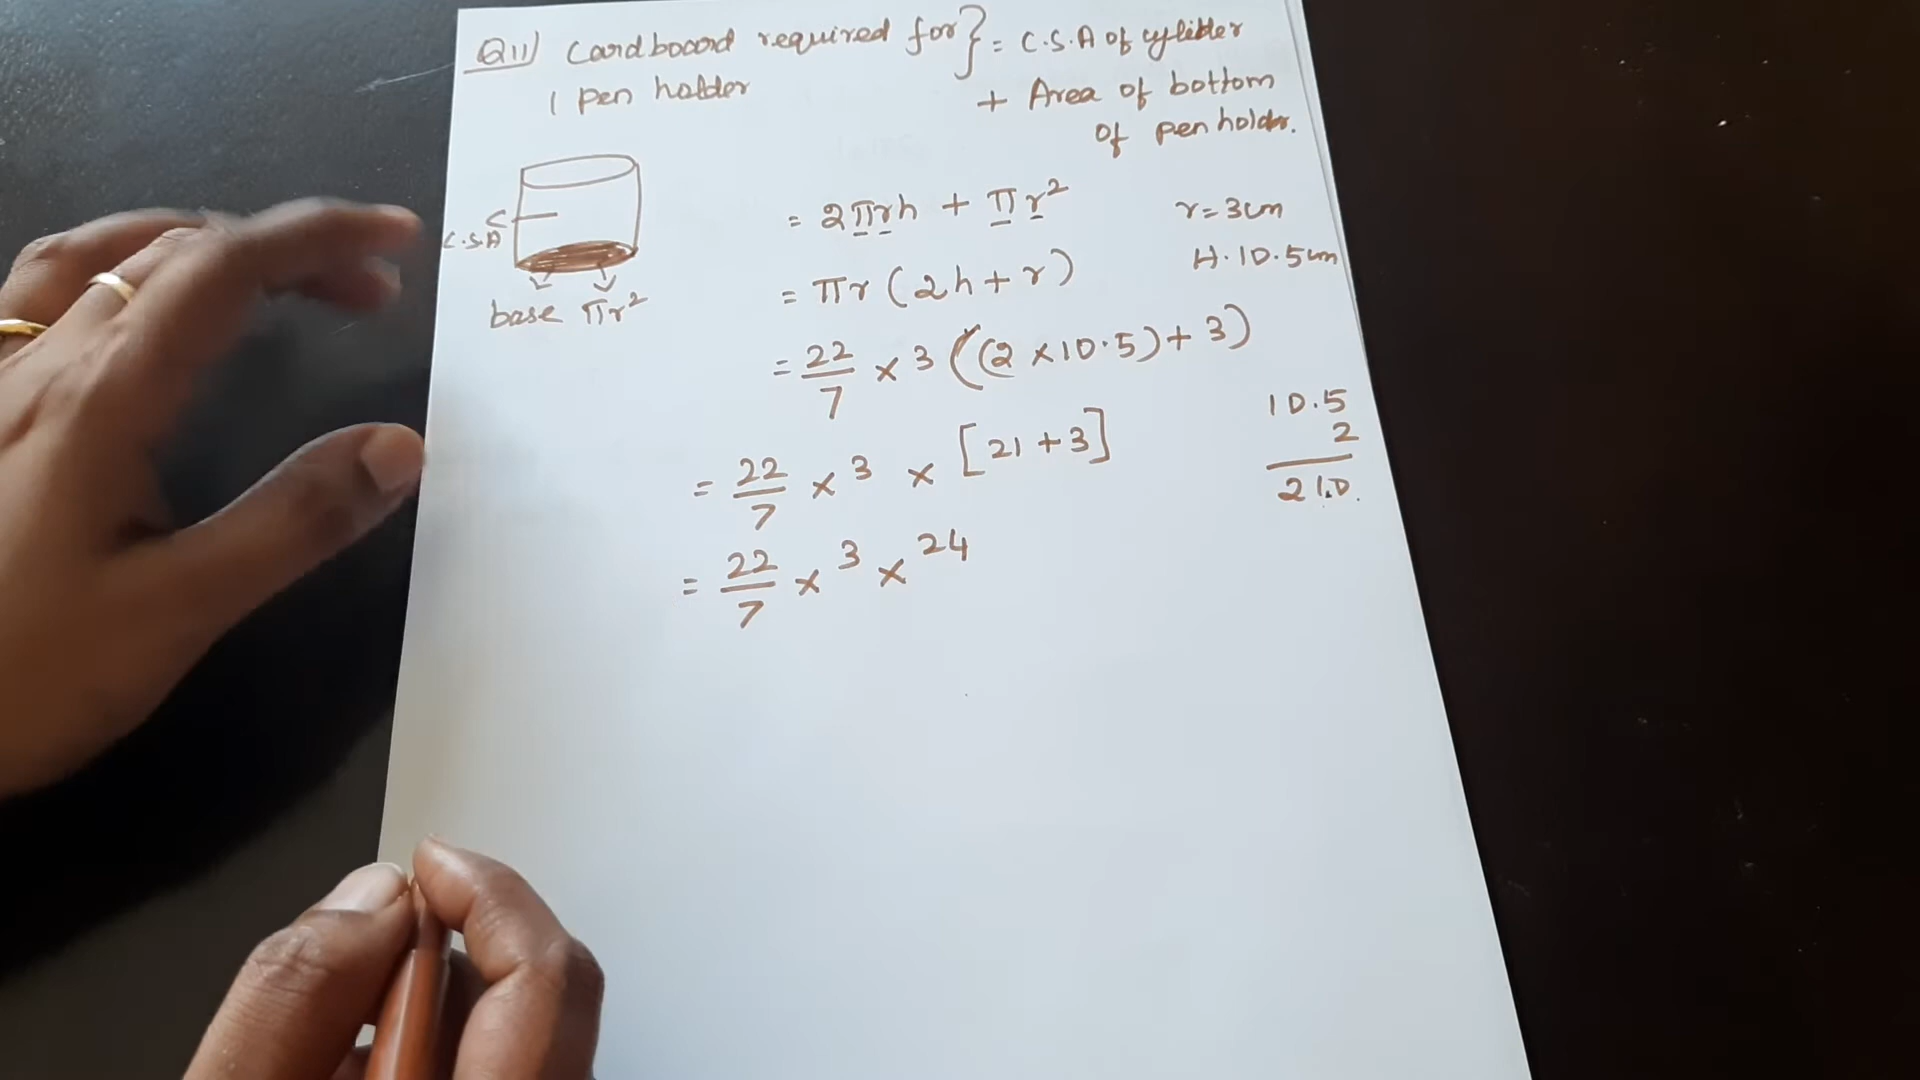 Q11) Cardboard required for } = C.S.A of cylinder
1 pen holder + Area of bottom
of pen holder.
= 2πrh + πr² r = 3cm
C.S.A
H. 10.5cm
= πr (2h + r)
base πr²
= 22/7 × 3 ((2 × 10.5) + 3)
10.5
2
21.0.
= 22/7 × 3 × [21 + 3]
= 22/7 × 3 × 24